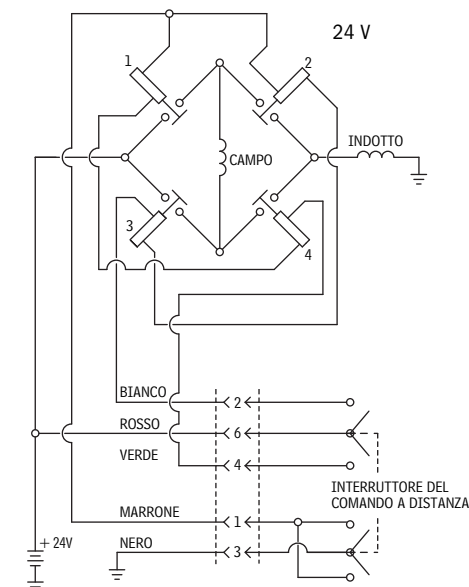 24 V
1
2
INDOTTO
CAMPO
3
4
BIANCO
2
ROSSO
6
VERDE
4
INTERRUTTORE DEL
COMANDO A DISTANZA
MARRONE
1
+ 24V
NERO
3